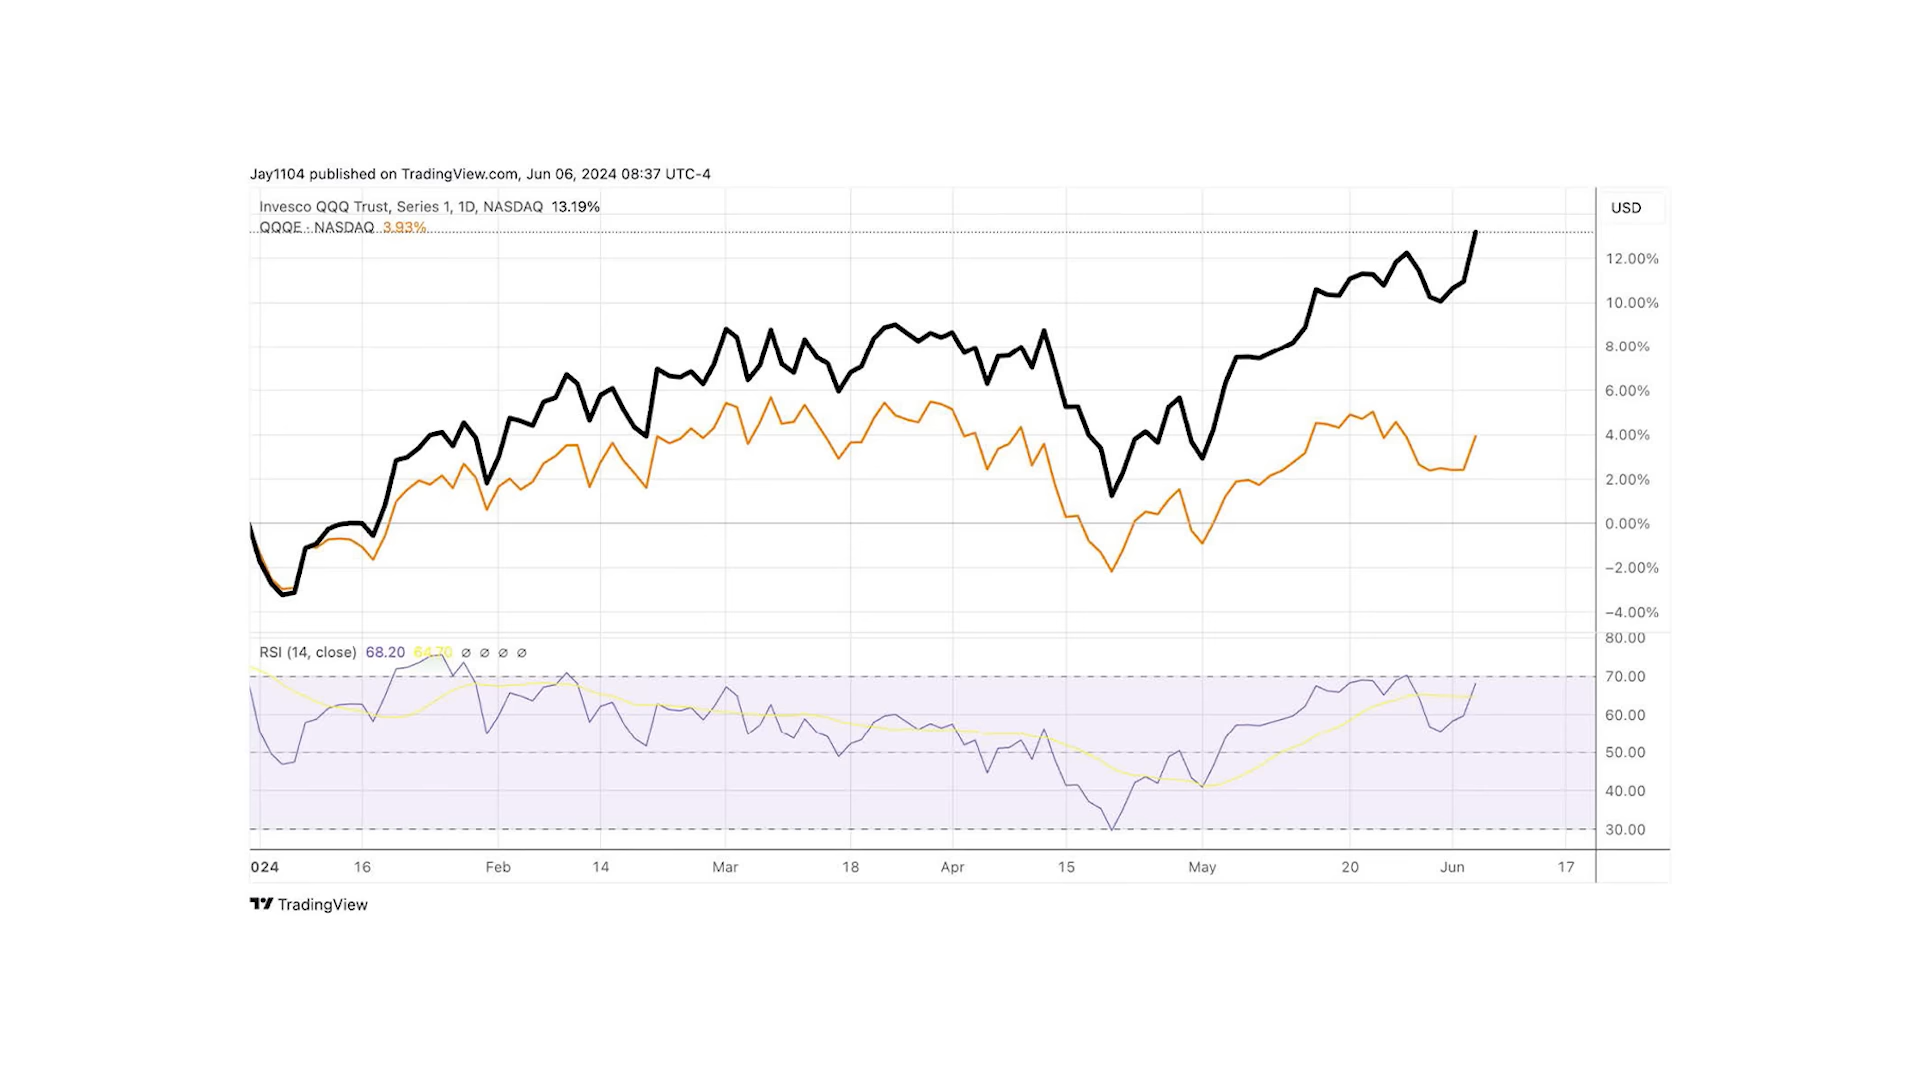 Jay1104 published on TradingView.com, Jun 06, 2024 08:37 UTC-4
Invesco QQQ Trust, Series 1, 1D, NASDAQ 13.19%
QQQE · NASDAQ 3.93%
USD
12.00%
10.00%
8.00%
6.00%
4.00%
2.00%
0.00%
−2.00%
−4.00%
80.00
RSI (14, close) 68.20 64.70 ∅ ∅ ∅ ∅
70.00
60.00
50.00
40.00
30.00
024 16 Feb 14 Mar 18 Apr 15 May 20 Jun 17
TradingView